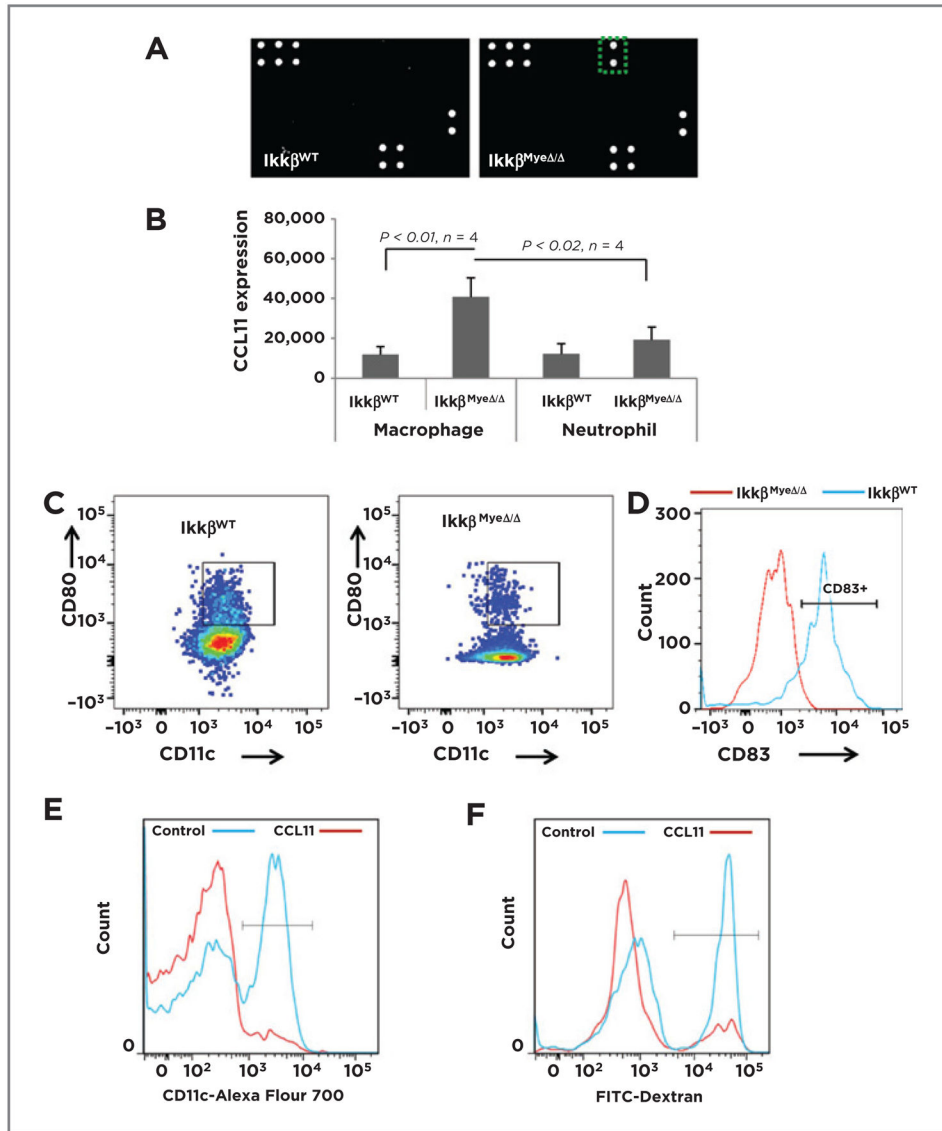 A
IkkβWT
IkkβMyeΔ/Δ
B
CCL11 expression
80,000
60,000
40,000
20,000
0
P < 0.01, n = 4
P < 0.02, n = 4
IkkβWT
IkkβMyeΔ/Δ
IkkβWT
IkkβMyeΔ/Δ
Macrophage
Neutrophil
C
CD80
10⁵
10⁴
10³
−10³
IkkβWT
−10³ 0 10³ 10⁴ 10⁵
CD11c
CD80
10⁵
10⁴
10³
−10³
IkkβMyeΔ/Δ
−10³ 0 10³ 10⁴ 10⁵
CD11c
D
IkkβMyeΔ/Δ IkkβWT
Count
300
200
100
0
CD83+
−10³ 0 10³ 10⁴ 10⁵
CD83
E
Control CCL11
Count
0
0 10² 10³ 10⁴ 10⁵
CD11c-Alexa Flour 700
F
Control CCL11
Count
0
0 10² 10³ 10⁴ 10⁵
FITC-Dextran